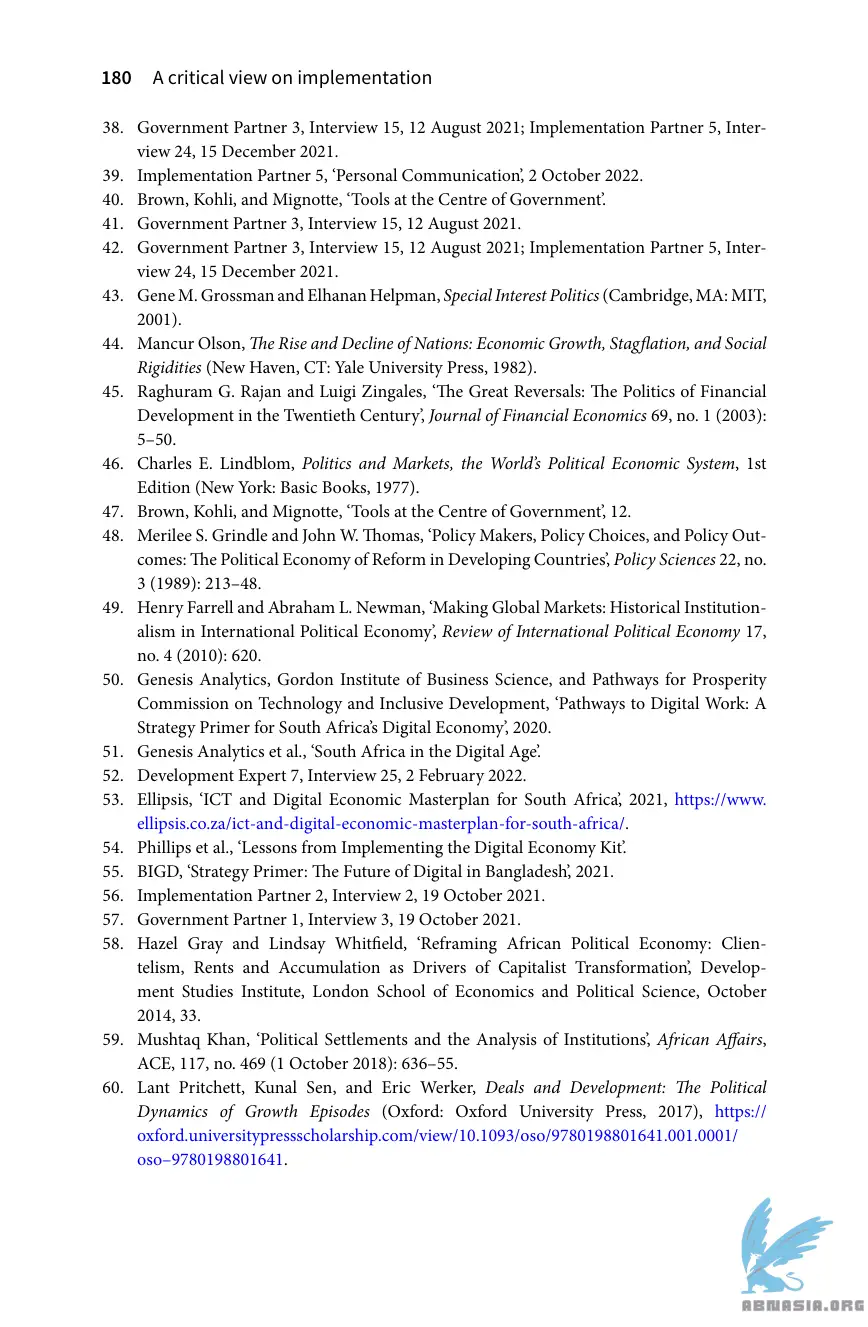 180 A critical view on implementation
38. Government Partner 3, Interview 15, 12 August 2021; Implementation Partner 5, Inter-
view 24, 15 December 2021.
39. Implementation Partner 5, ‘Personal Communication’, 2 October 2022.
40. Brown, Kohli, and Mignotte, ‘Tools at the Centre of Government’.
41. Government Partner 3, Interview 15, 12 August 2021.
42. Government Partner 3, Interview 15, 12 August 2021; Implementation Partner 5, Inter-
view 24, 15 December 2021.
43. Gene M. Grossman and Elhanan Helpman, Special Interest Politics (Cambridge, MA: MIT,
2001).
44. Mancur Olson, The Rise and Decline of Nations: Economic Growth, Stagflation, and Social
Rigidities (New Haven, CT: Yale University Press, 1982).
45. Raghuram G. Rajan and Luigi Zingales, ‘The Great Reversals: The Politics of Financial
Development in the Twentieth Century’, Journal of Financial Economics 69, no. 1 (2003):
5–50.
46. Charles E. Lindblom, Politics and Markets, the World’s Political Economic System, 1st
Edition (New York: Basic Books, 1977).
47. Brown, Kohli, and Mignotte, ‘Tools at the Centre of Government’, 12.
48. Merilee S. Grindle and John W. Thomas, ‘Policy Makers, Policy Choices, and Policy Out-
comes: The Political Economy of Reform in Developing Countries’, Policy Sciences 22, no.
3 (1989): 213–48.
49. Henry Farrell and Abraham L. Newman, ‘Making Global Markets: Historical Institution-
alism in International Political Economy’, Review of International Political Economy 17,
no. 4 (2010): 620.
50. Genesis Analytics, Gordon Institute of Business Science, and Pathways for Prosperity
Commission on Technology and Inclusive Development, ‘Pathways to Digital Work: A
Strategy Primer for South Africa’s Digital Economy’, 2020.
51. Genesis Analytics et al., ‘South Africa in the Digital Age’.
52. Development Expert 7, Interview 25, 2 February 2022.
53. Ellipsis, ‘ICT and Digital Economic Masterplan for South Africa’, 2021, https://www.
ellipsis.co.za/ict-and-digital-economic-masterplan-for-south-africa/.
54. Phillips et al., ‘Lessons from Implementing the Digital Economy Kit’.
55. BIGD, ‘Strategy Primer: The Future of Digital in Bangladesh’, 2021.
56. Implementation Partner 2, Interview 2, 19 October 2021.
57. Government Partner 1, Interview 3, 19 October 2021.
58. Hazel Gray and Lindsay Whitfield, ‘Reframing African Political Economy: Clien-
telism, Rents and Accumulation as Drivers of Capitalist Transformation’, Develop-
ment Studies Institute, London School of Economics and Political Science, October
2014, 33.
59. Mushtaq Khan, ‘Political Settlements and the Analysis of Institutions’, African Affairs,
ACE, 117, no. 469 (1 October 2018): 636–55.
60. Lant Pritchett, Kunal Sen, and Eric Werker, Deals and Development: The Political
Dynamics of Growth Episodes (Oxford: Oxford University Press, 2017), https://
oxford.universitypressscholarship.com/view/10.1093/oso/9780198801641.001.0001/
oso–9780198801641.
ABNASIA.ORG